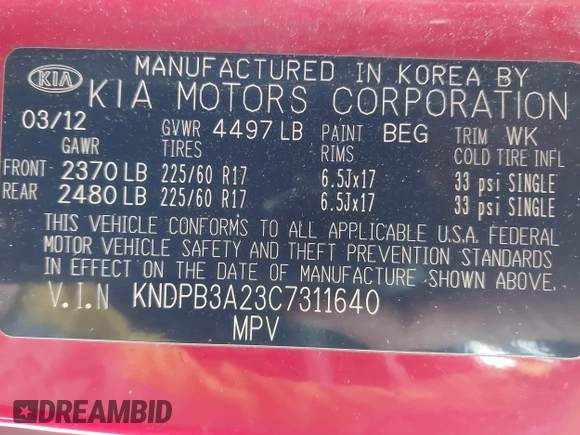 KIA
MANUFACTURED IN KOREA BY
KIA MOTORS CORPORATION
03/12 GVWR 4497 LB PAINT BEG TRIM WK
GAWR TIRES RIMS COLD TIRE INFL
FRONT 2370 LB 225/60 R17 6.5Jx17 33 psi SINGLE
REAR 2480 LB 225/60 R17 6.5Jx17 33 psi SINGLE
THIS VEHICLE CONFORMS TO ALL APPLICABLE U.S.A. FEDERAL
MOTOR VEHICLE SAFETY AND THEFT PREVENTION STANDARDS
IN EFFECT ON THE DATE OF MANUFACTURE SHOWN ABOVE.
V.I.N KNDPB3A23C7311640
MPV
DREAMBID